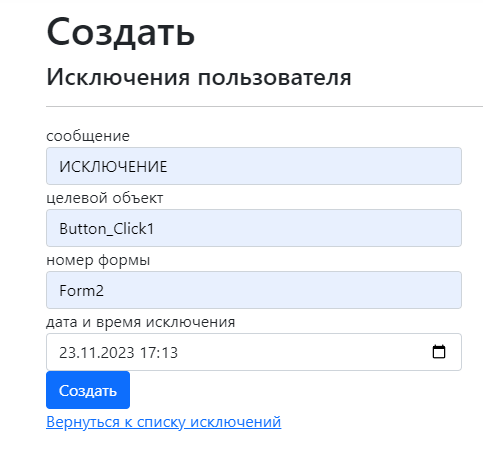 Создать
Исключения пользователя
сообщение
ИСКЛЮЧЕНИЕ
целевой объект
Button_Click1
номер формы
Form2
дата и время исключения
23.11.2023 17:13
Создать
Вернуться к списку исключений